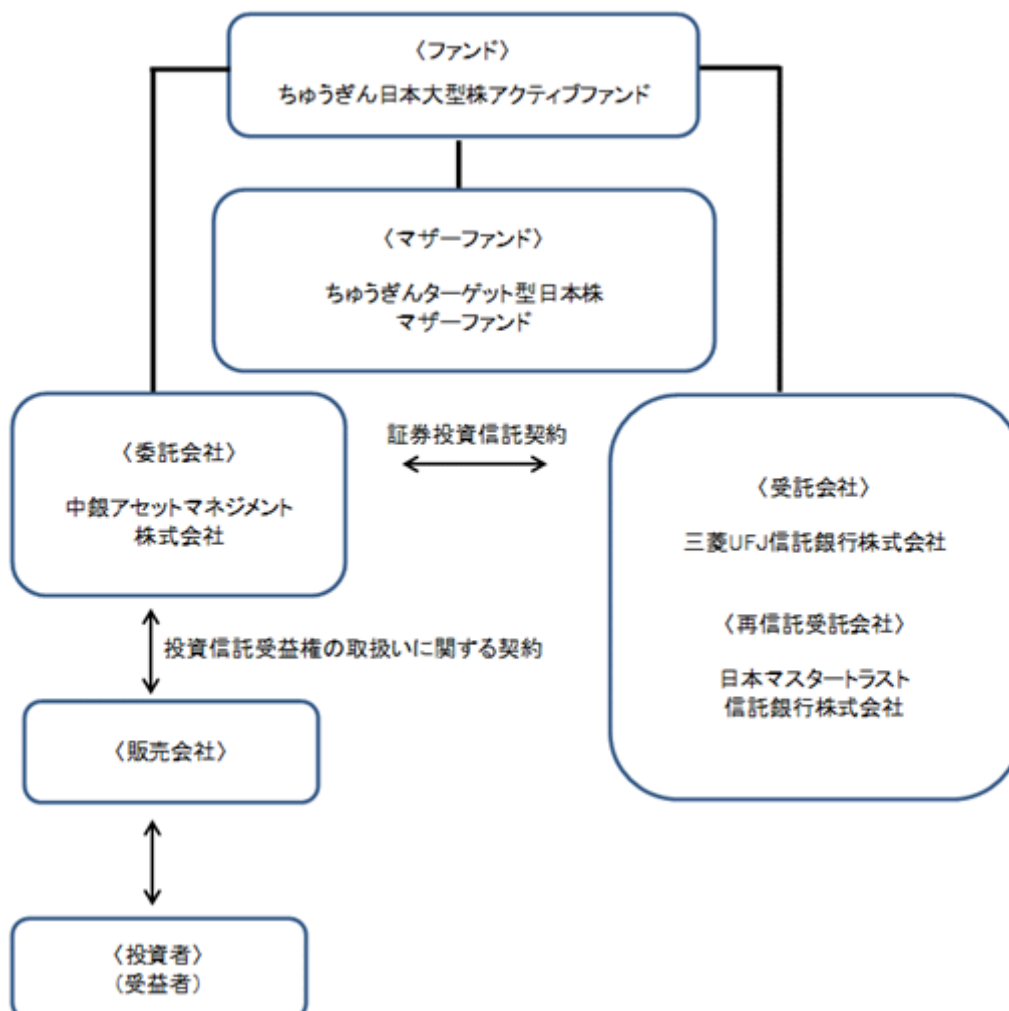 〈ファンド〉
ちゅうぎん日本大型株アクティブファンド
〈マザーファンド〉
ちゅうぎんターゲット型日本株
マザーファンド
〈委託会社〉
中銀アセットマネジメント
株式会社
証券投資信託契約
〈受託会社〉
三菱UFJ信託銀行株式会社
〈再信託受託会社〉
日本マスタートラスト
信託銀行株式会社
投資信託受益権の取扱いに関する契約
〈販売会社〉
〈投資者〉
(受益者)